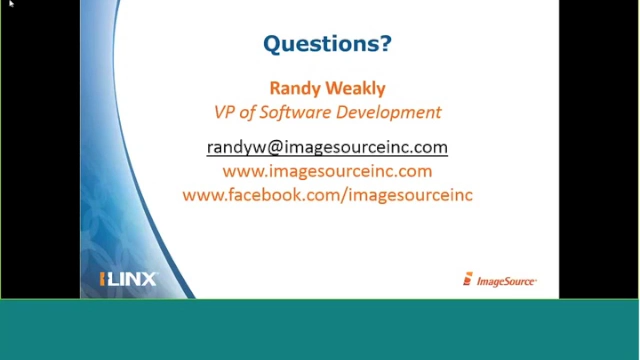 Questions?
Randy Weakly
VP of Software Development
randyw@imagesourceinc.com
www.imagesourceinc.com
www.facebook.com/imagesourceinc
ILINX
ImageSource